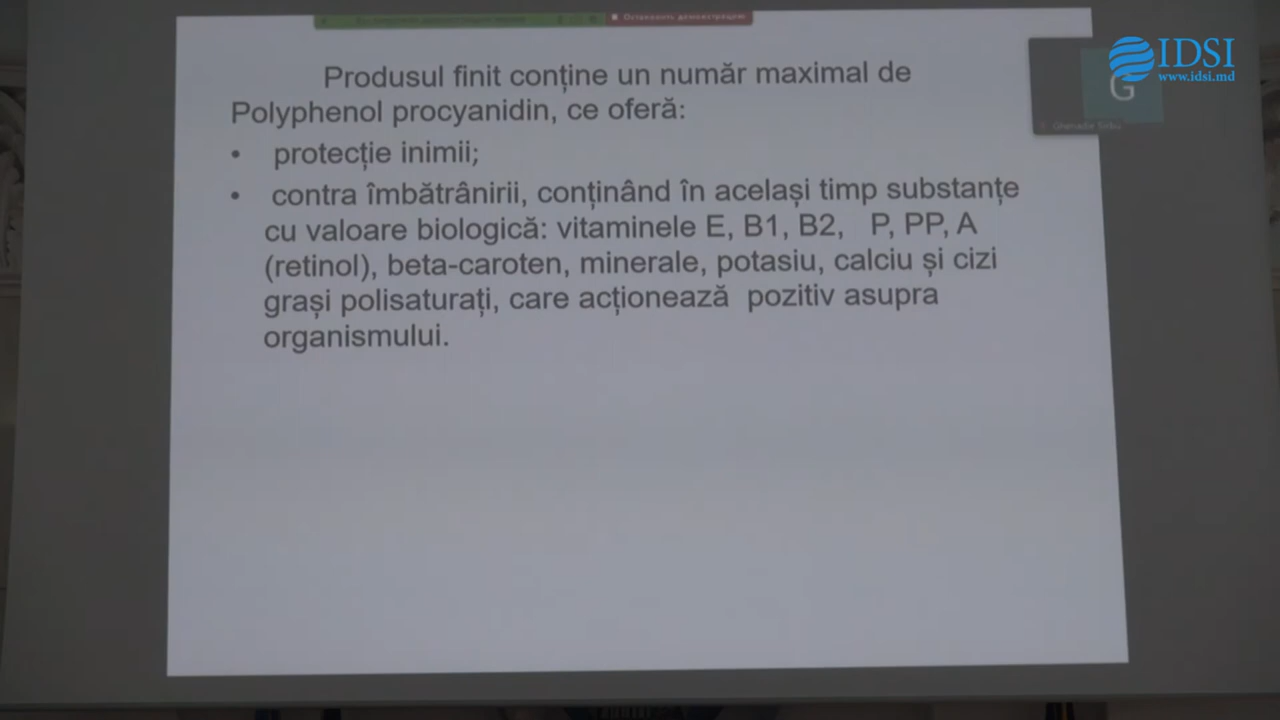 Остановить демонстрацию
IDSI
www.idsi.md
G
Produsul finit conține un număr maximal de
Polyphenol procyanidin, ce oferă:
• protecție inimii;
• contra îmbătrânirii, conținând în același timp substanțe
cu valoare biologică: vitaminele E, B1, B2, P, PP, A
(retinol), beta-caroten, minerale, potasiu, calciu și cizi
grași polisaturați, care acționează pozitiv asupra
organismului.